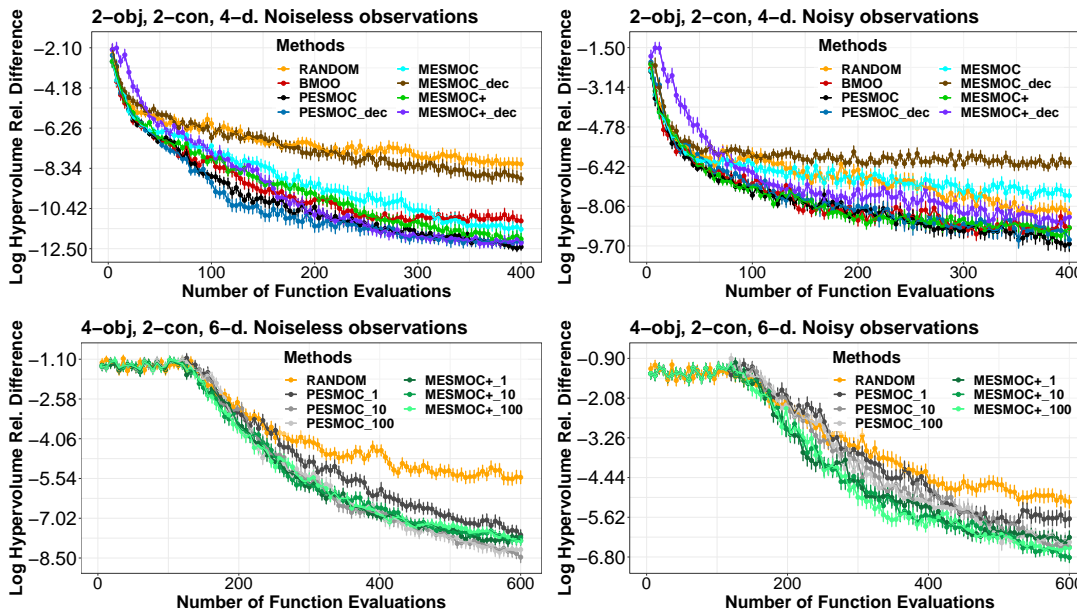 2−obj, 2−con, 4−d. Noiseless observations
Log Hypervolume Rel. Difference
−2.10
−4.18
−6.26
−8.34
−10.42
−12.50
Methods
RANDOM
BMOO
PESMOC
PESMOC_dec
MESMOC
MESMOC_dec
MESMOC+
MESMOC+_dec
0
100
200
300
400
Number of Function Evaluations
2−obj, 2−con, 4−d. Noisy observations
Log Hypervolume Rel. Difference
−1.50
−3.14
−4.78
−6.42
−8.06
−9.70
Methods
RANDOM
BMOO
PESMOC
PESMOC_dec
MESMOC
MESMOC_dec
MESMOC+
MESMOC+_dec
0
100
200
300
400
Number of Function Evaluations
4−obj, 2−con, 6−d. Noiseless observations
Log Hypervolume Rel. Difference
−1.10
−2.58
−4.06
−5.54
−7.02
−8.50
Methods
RANDOM
PESMOC_1
PESMOC_10
PESMOC_100
MESMOC+_1
MESMOC+_10
MESMOC+_100
0
200
400
600
Number of Function Evaluations
4−obj, 2−con, 6−d. Noisy observations
Log Hypervolume Rel. Difference
−0.90
−2.08
−3.26
−4.44
−5.62
−6.80
Methods
RANDOM
PESMOC_1
PESMOC_10
PESMOC_100
MESMOC+_1
MESMOC+_10
MESMOC+_100
0
200
400
600
Number of Function Evaluations